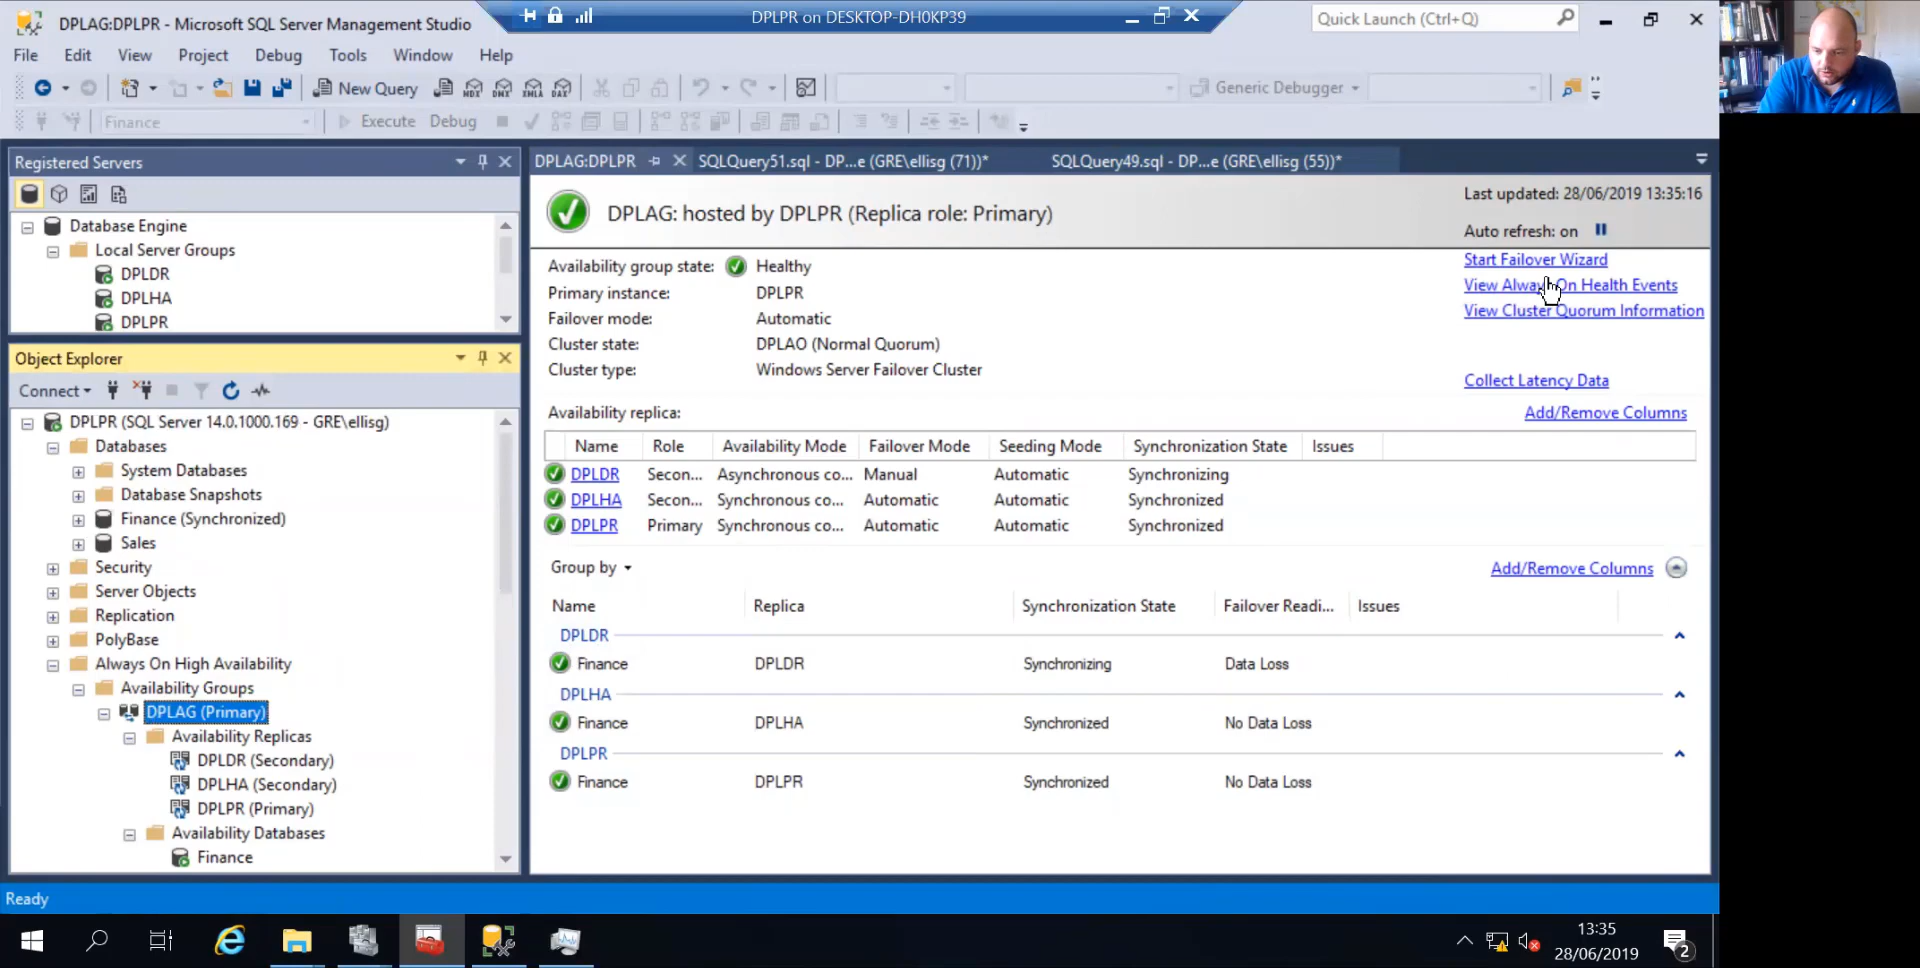 DPLAG:DPLPR - Microsoft SQL Server Management Studio
DPLPR on DESKTOP-DH0KP39
Quick Launch (Ctrl+Q)
File Edit View Project Debug Tools Window Help
New Query
MDX DMX XMLA DAX
Generic Debugger
Finance
Execute Debug
Registered Servers
Database Engine
Local Server Groups
DPLDR
DPLHA
DPLPR
Object Explorer
Connect
DPLPR (SQL Server 14.0.1000.169 - GRE\ellisg)
Databases
System Databases
Database Snapshots
Finance (Synchronized)
Sales
Security
Server Objects
Replication
PolyBase
Always On High Availability
Availability Groups
DPLAG (Primary)
Availability Replicas
DPLDR (Secondary)
DPLHA (Secondary)
DPLPR (Primary)
Availability Databases
Finance
DPLAG:DPLPR
SQLQuery51.sql - DP...e (GRE\ellisg (71))*
SQLQuery49.sql - DP...e (GRE\ellisg (55))*
DPLAG: hosted by DPLPR (Replica role: Primary)
Last updated: 28/06/2019 13:35:16
Auto refresh: on
Availability group state: Healthy
Primary instance: DPLPR
Failover mode: Automatic
Cluster state: DPLAO (Normal Quorum)
Cluster type: Windows Server Failover Cluster
Start Failover Wizard
View Always On Health Events
View Cluster Quorum Information
Collect Latency Data
Availability replica:
Add/Remove Columns
Name Role Availability Mode Failover Mode Seeding Mode Synchronization State Issues
DPLDR Secon... Asynchronous co... Manual Automatic Synchronizing
DPLHA Secon... Synchronous co... Automatic Automatic Synchronized
DPLPR Primary Synchronous co... Automatic Automatic Synchronized
Group by
Add/Remove Columns
Name Replica Synchronization State Failover Readi... Issues
DPLDR
Finance DPLDR Synchronizing Data Loss
DPLHA
Finance DPLHA Synchronized No Data Loss
DPLPR
Finance DPLPR Synchronized No Data Loss
Ready
13:35
28/06/2019
2